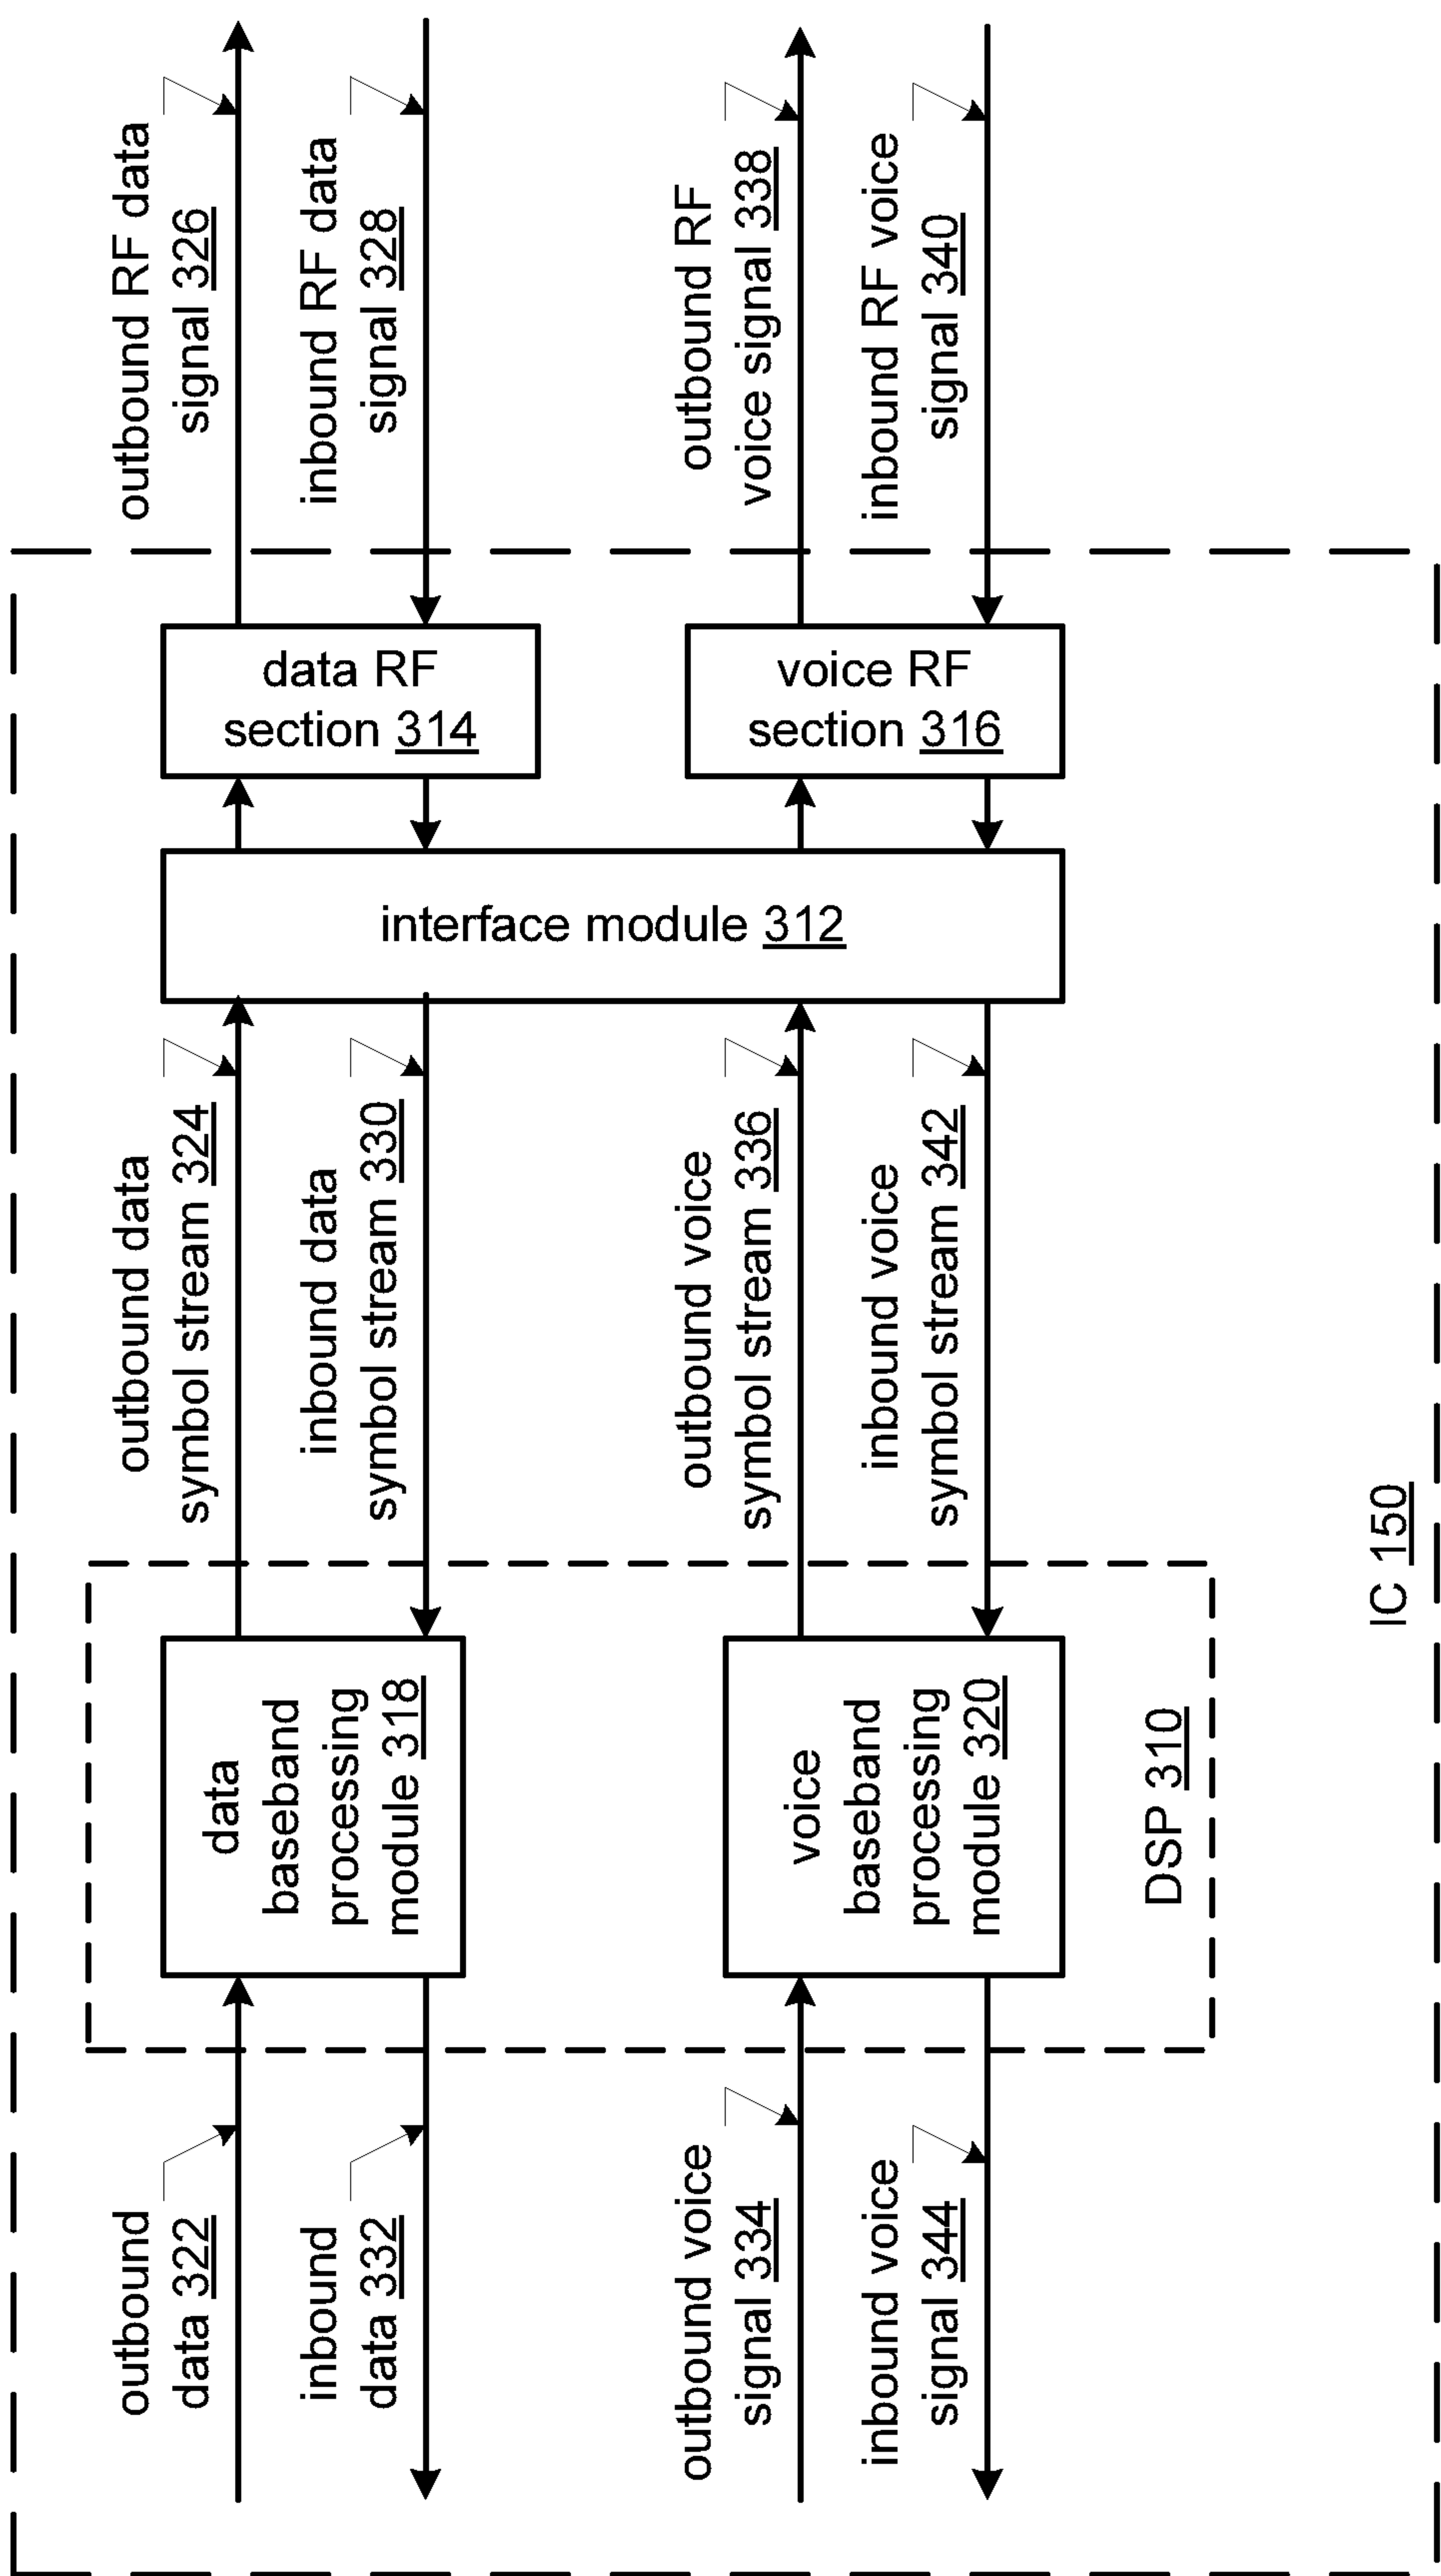 outbound RF data
signal 326
inbound RF data
signal 328
outbound RF
voice signal 338
inbound RF voice
signal 340
data RF
section 314
voice RF
section 316
interface module 312
outbound data
symbol stream 324
inbound data
symbol stream 330
outbound voice
symbol stream 336
inbound voice
symbol stream 342
data
baseband
processing
module 318
voice
baseband
processing
module 320
DSP 310
IC 150
outbound
data 322
inbound
data 332
outbound voice
signal 334
inbound voice
signal 344